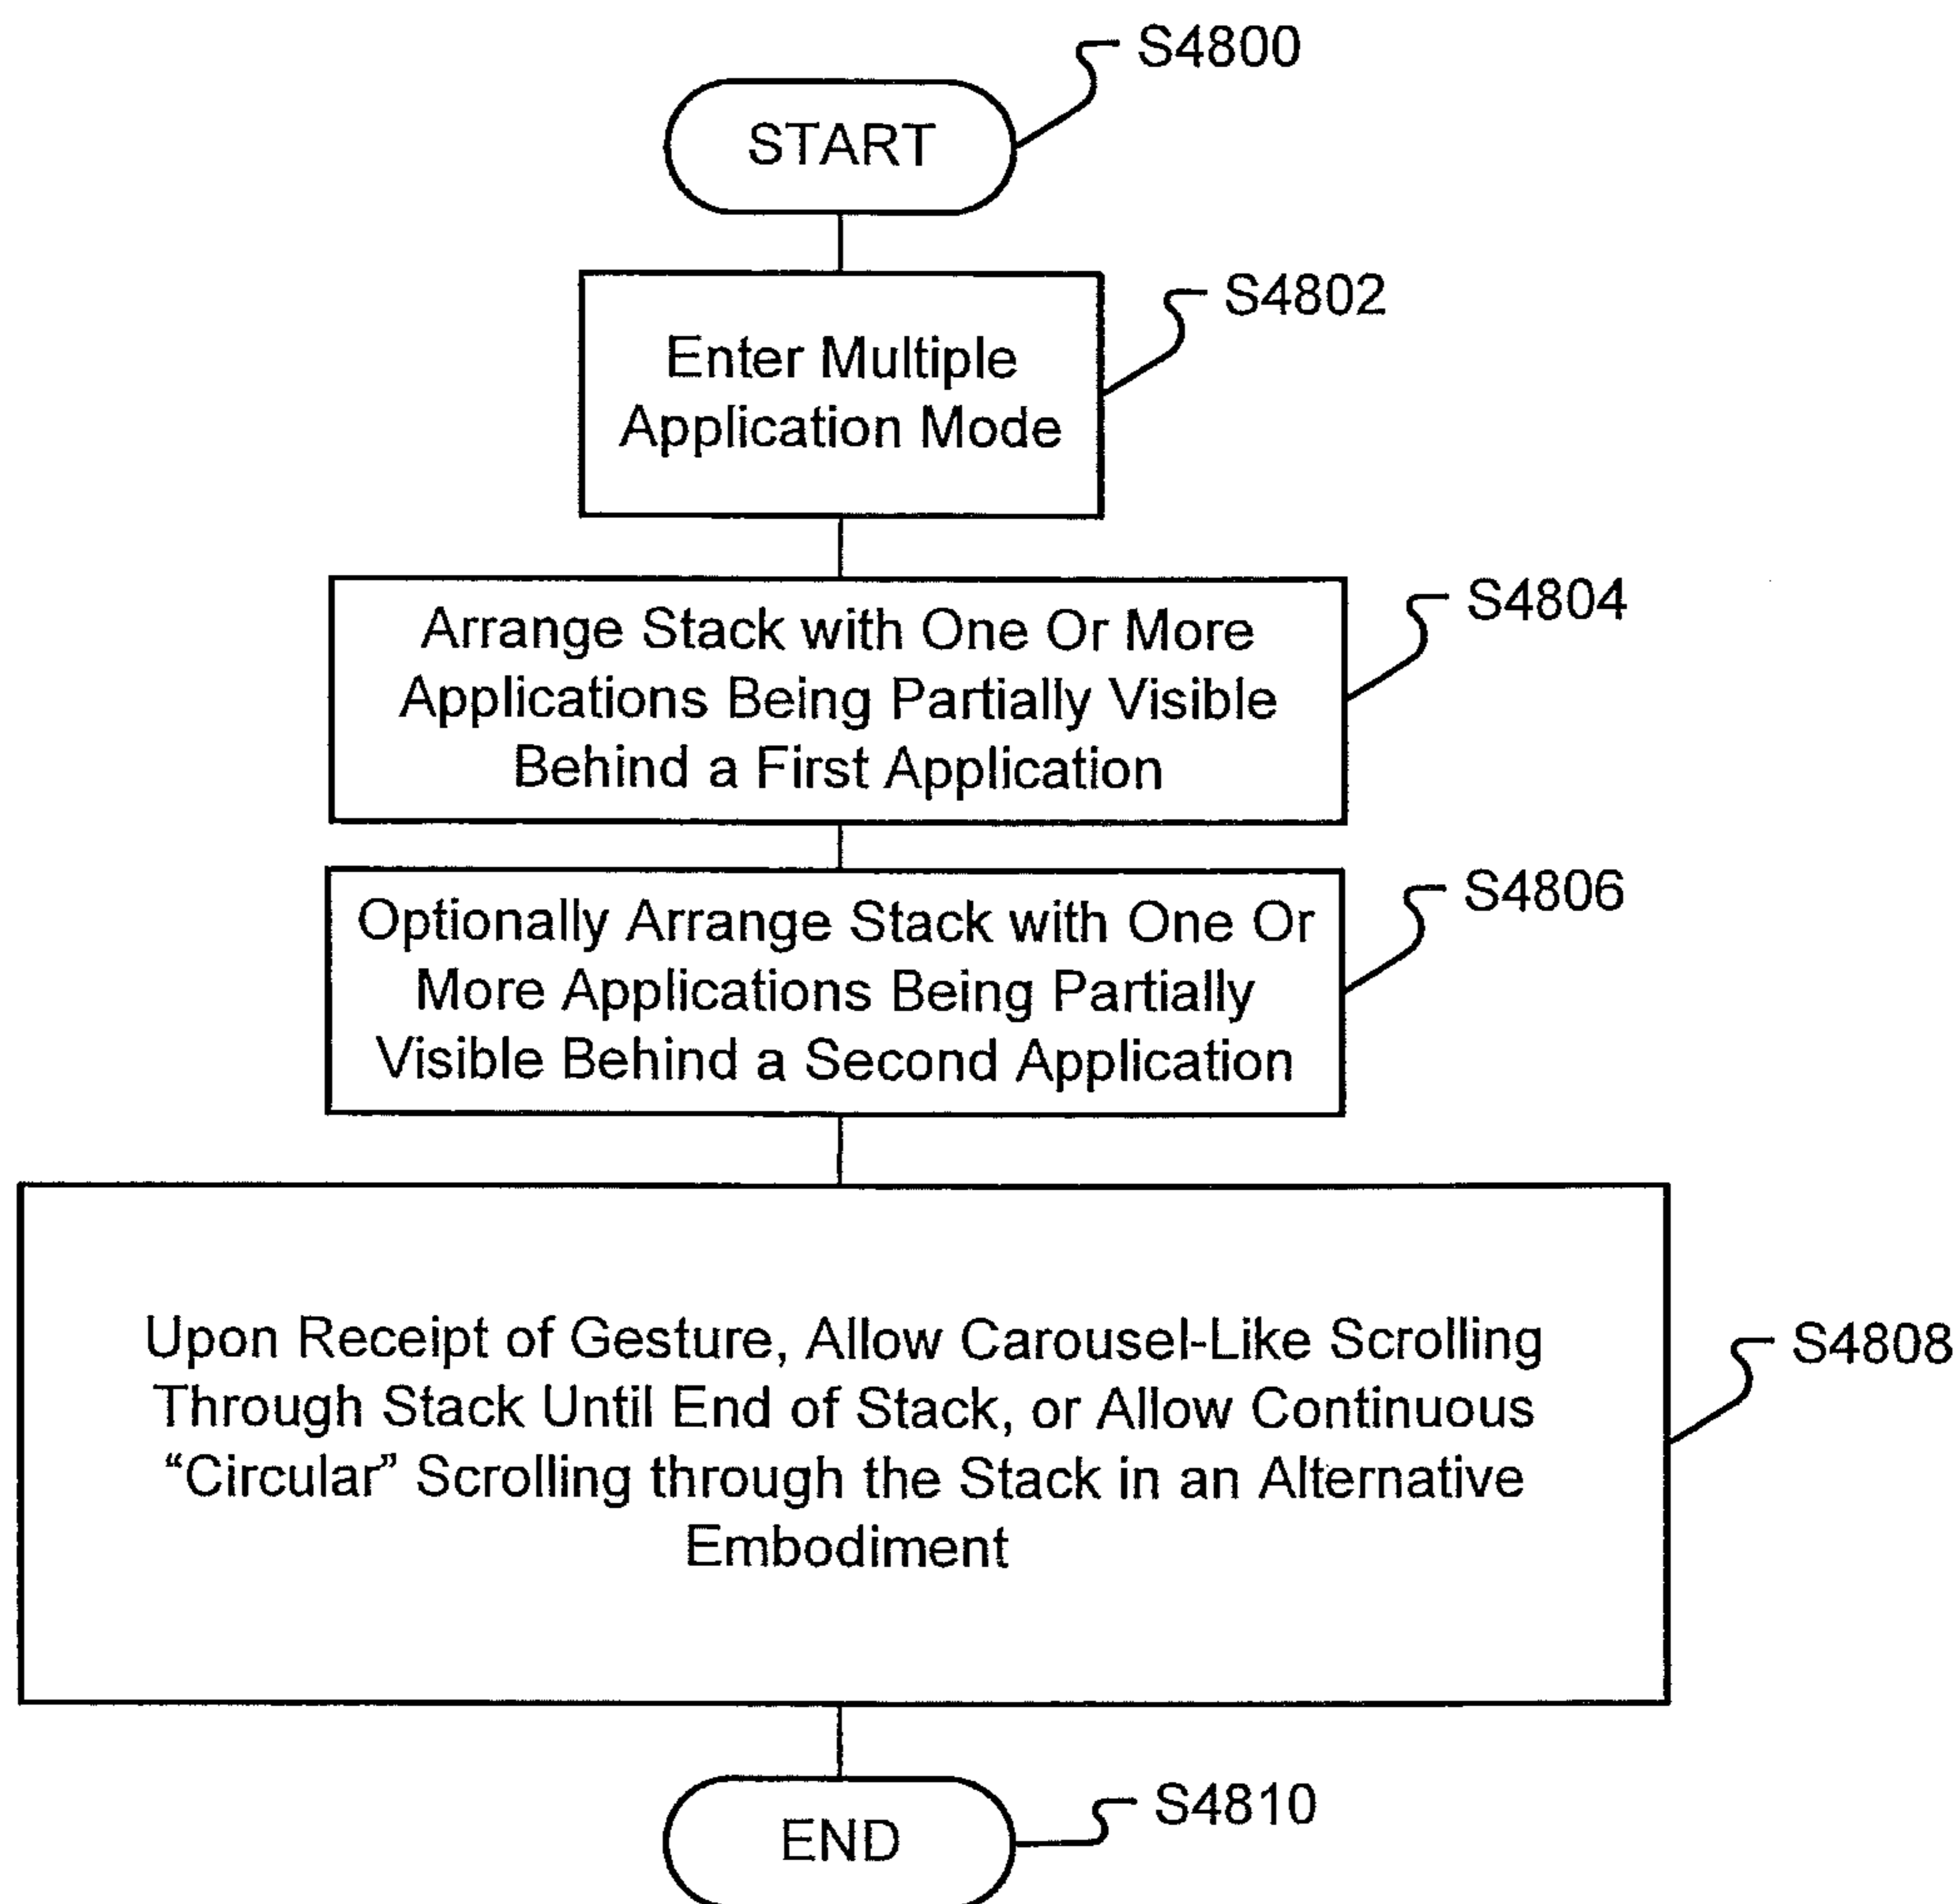 S4800
START
S4802
Enter Multiple
Application Mode
S4804
Arrange Stack with One Or More
Applications Being Partially Visible
Behind a First Application
S4806
Optionally Arrange Stack with One Or
More Applications Being Partially
Visible Behind a Second Application
S4808
Upon Receipt of Gesture, Allow Carousel-Like Scrolling
Through Stack Until End of Stack, or Allow Continuous
“Circular” Scrolling through the Stack in an Alternative
Embodiment
S4810
END